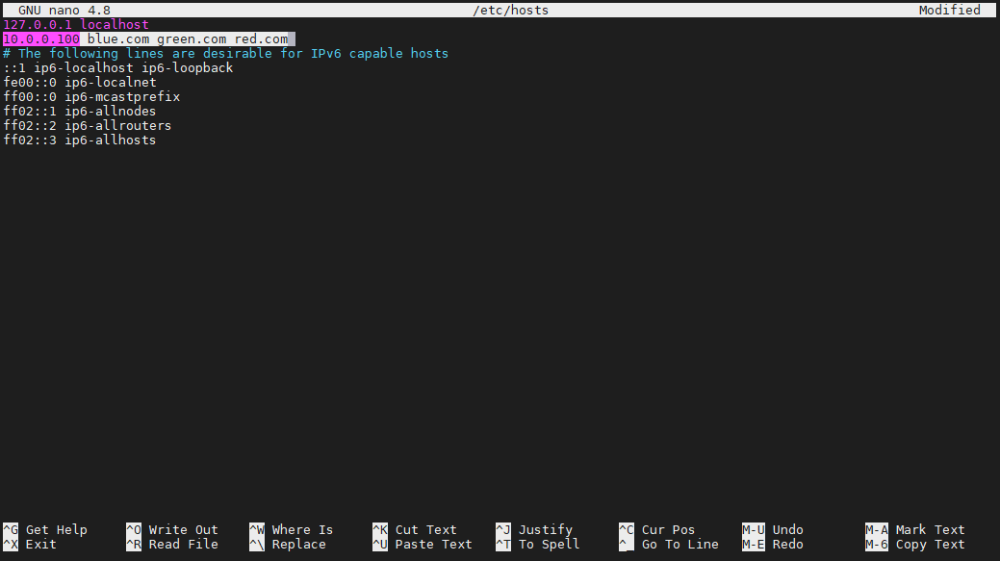 GNU nano 4.8 /etc/hosts Modified
127.0.0.1 localhost
10.0.0.100 blue.com green.com red.com
# The following lines are desirable for IPv6 capable hosts
::1 ip6-localhost ip6-loopback
fe00::0 ip6-localnet
ff00::0 ip6-mcastprefix
ff02::1 ip6-allnodes
ff02::2 ip6-allrouters
ff02::3 ip6-allhosts
^G Get Help ^O Write Out ^W Where Is ^K Cut Text ^J Justify ^C Cur Pos M-U Undo M-A Mark Text
^X Exit ^R Read File ^\ Replace ^U Paste Text ^T To Spell ^_ Go To Line M-E Redo M-6 Copy Text